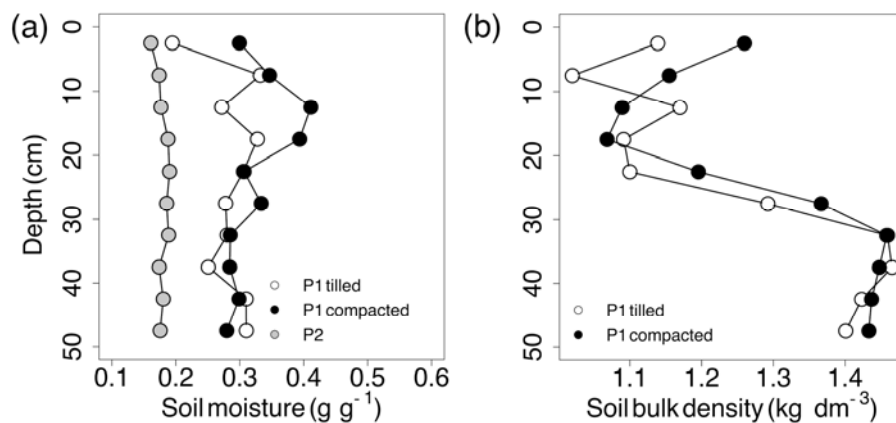 (a)
0
10
20
30
40
50
Depth (cm)
P1 tilled
P1 compacted
P2
0.1 0.2 0.3 0.4 0.5 0.6
Soil moisture (g g⁻¹)
(b)
0
10
20
30
40
50
P1 tilled
P1 compacted
1.1 1.2 1.3 1.4
Soil bulk density (kg dm⁻³)